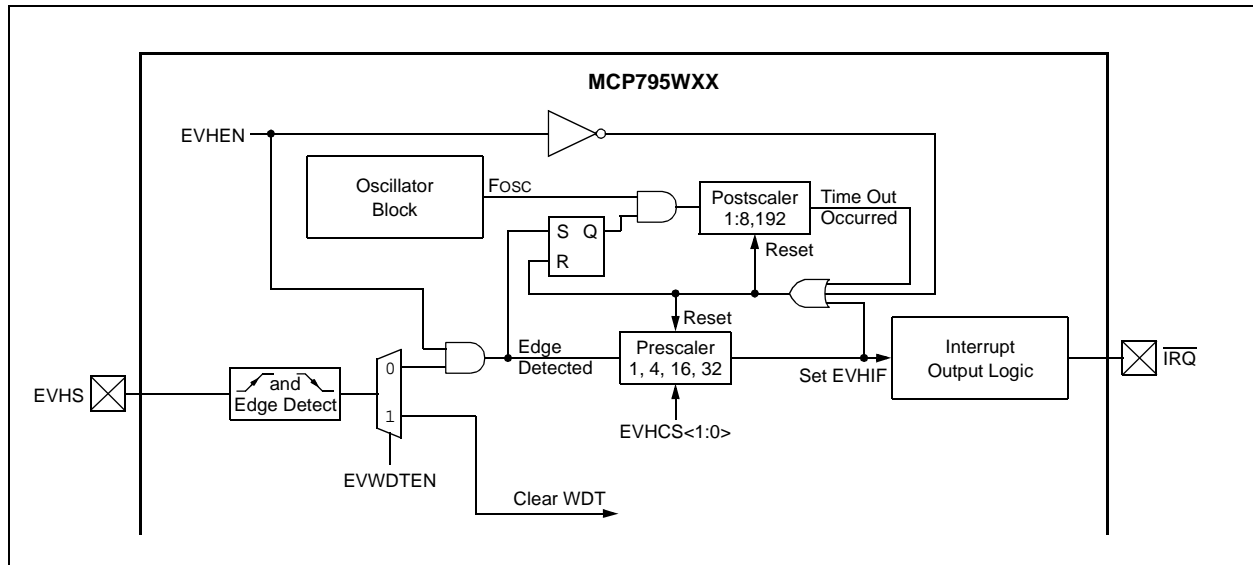 MCP795WXX
EVHEN
Oscillator
Block
FOSC
Postscaler
1:8,192
Time Out
Occurred
S Q
R
Reset
Reset
Edge
Detected
Prescaler
1, 4, 16, 32
Set EVHIF
Interrupt
Output Logic
IRQ
EVHS
and
Edge Detect
0
1
EVHCS<1:0>
EVWDTEN
Clear WDT